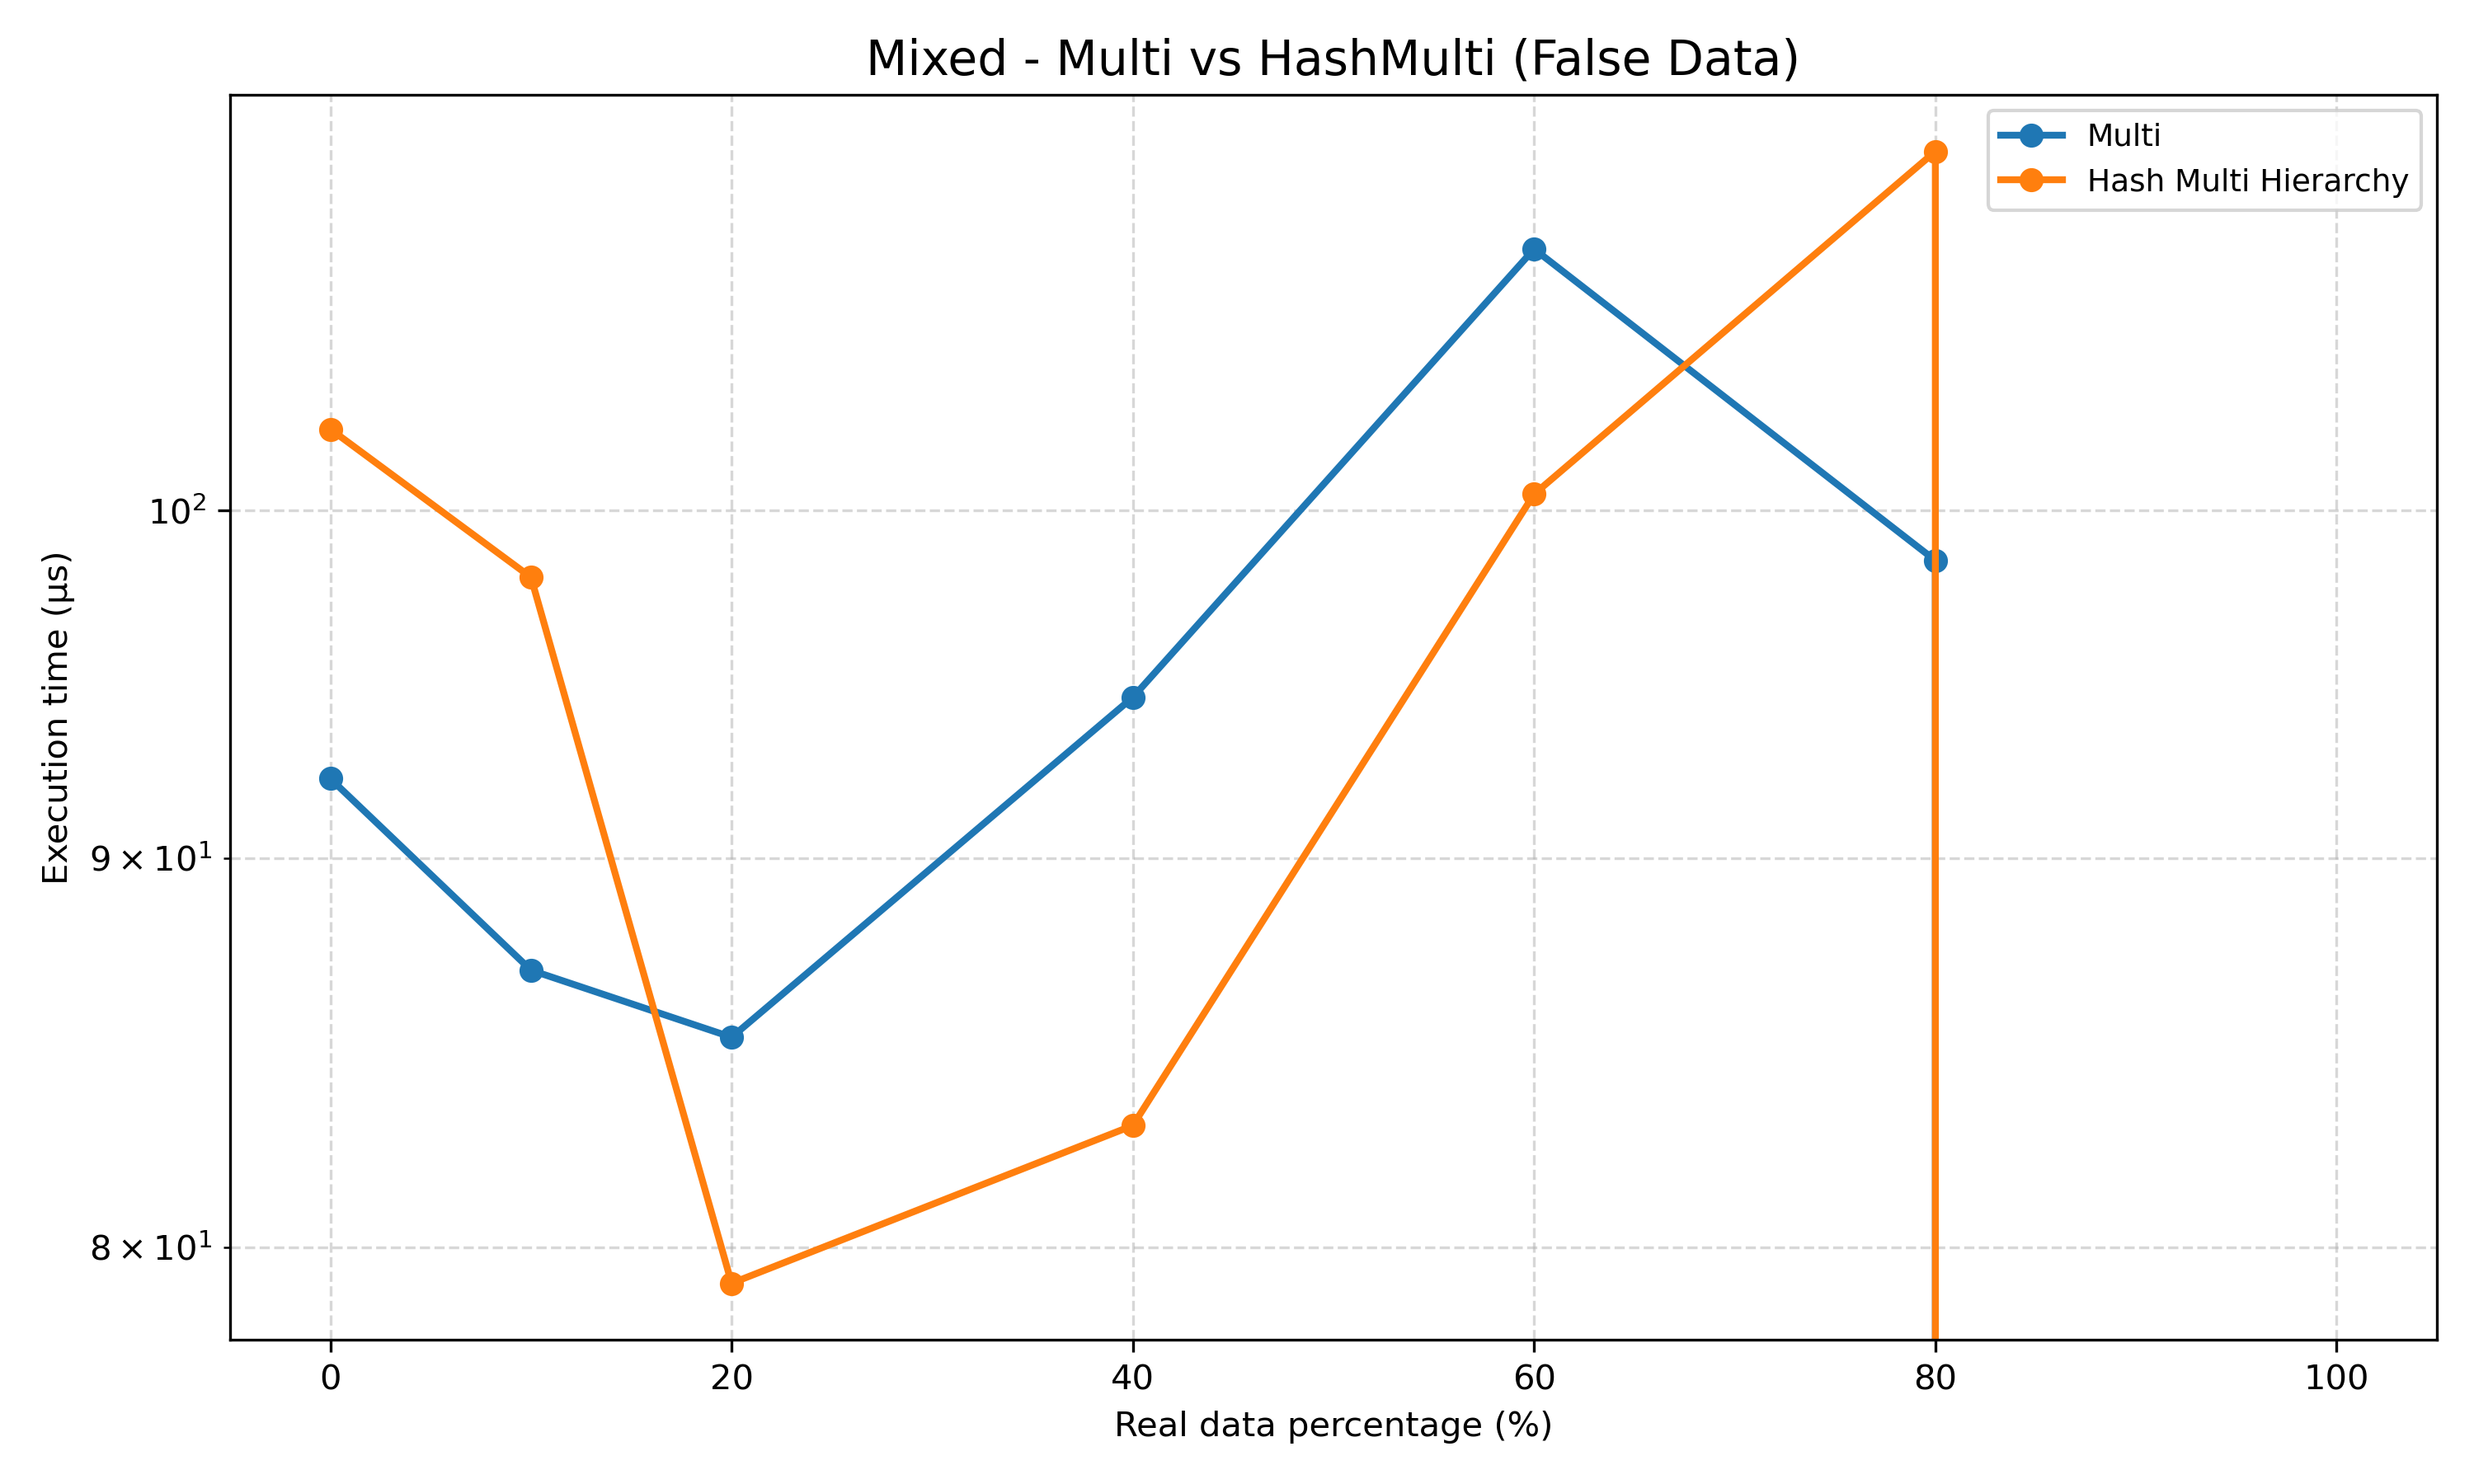 Mixed - Multi vs HashMulti (False Data)
Multi
Hash Multi Hierarchy
Execution time (µs)
10²
9 × 10¹
8 × 10¹
0 20 40 60 80 100
Real data percentage (%)